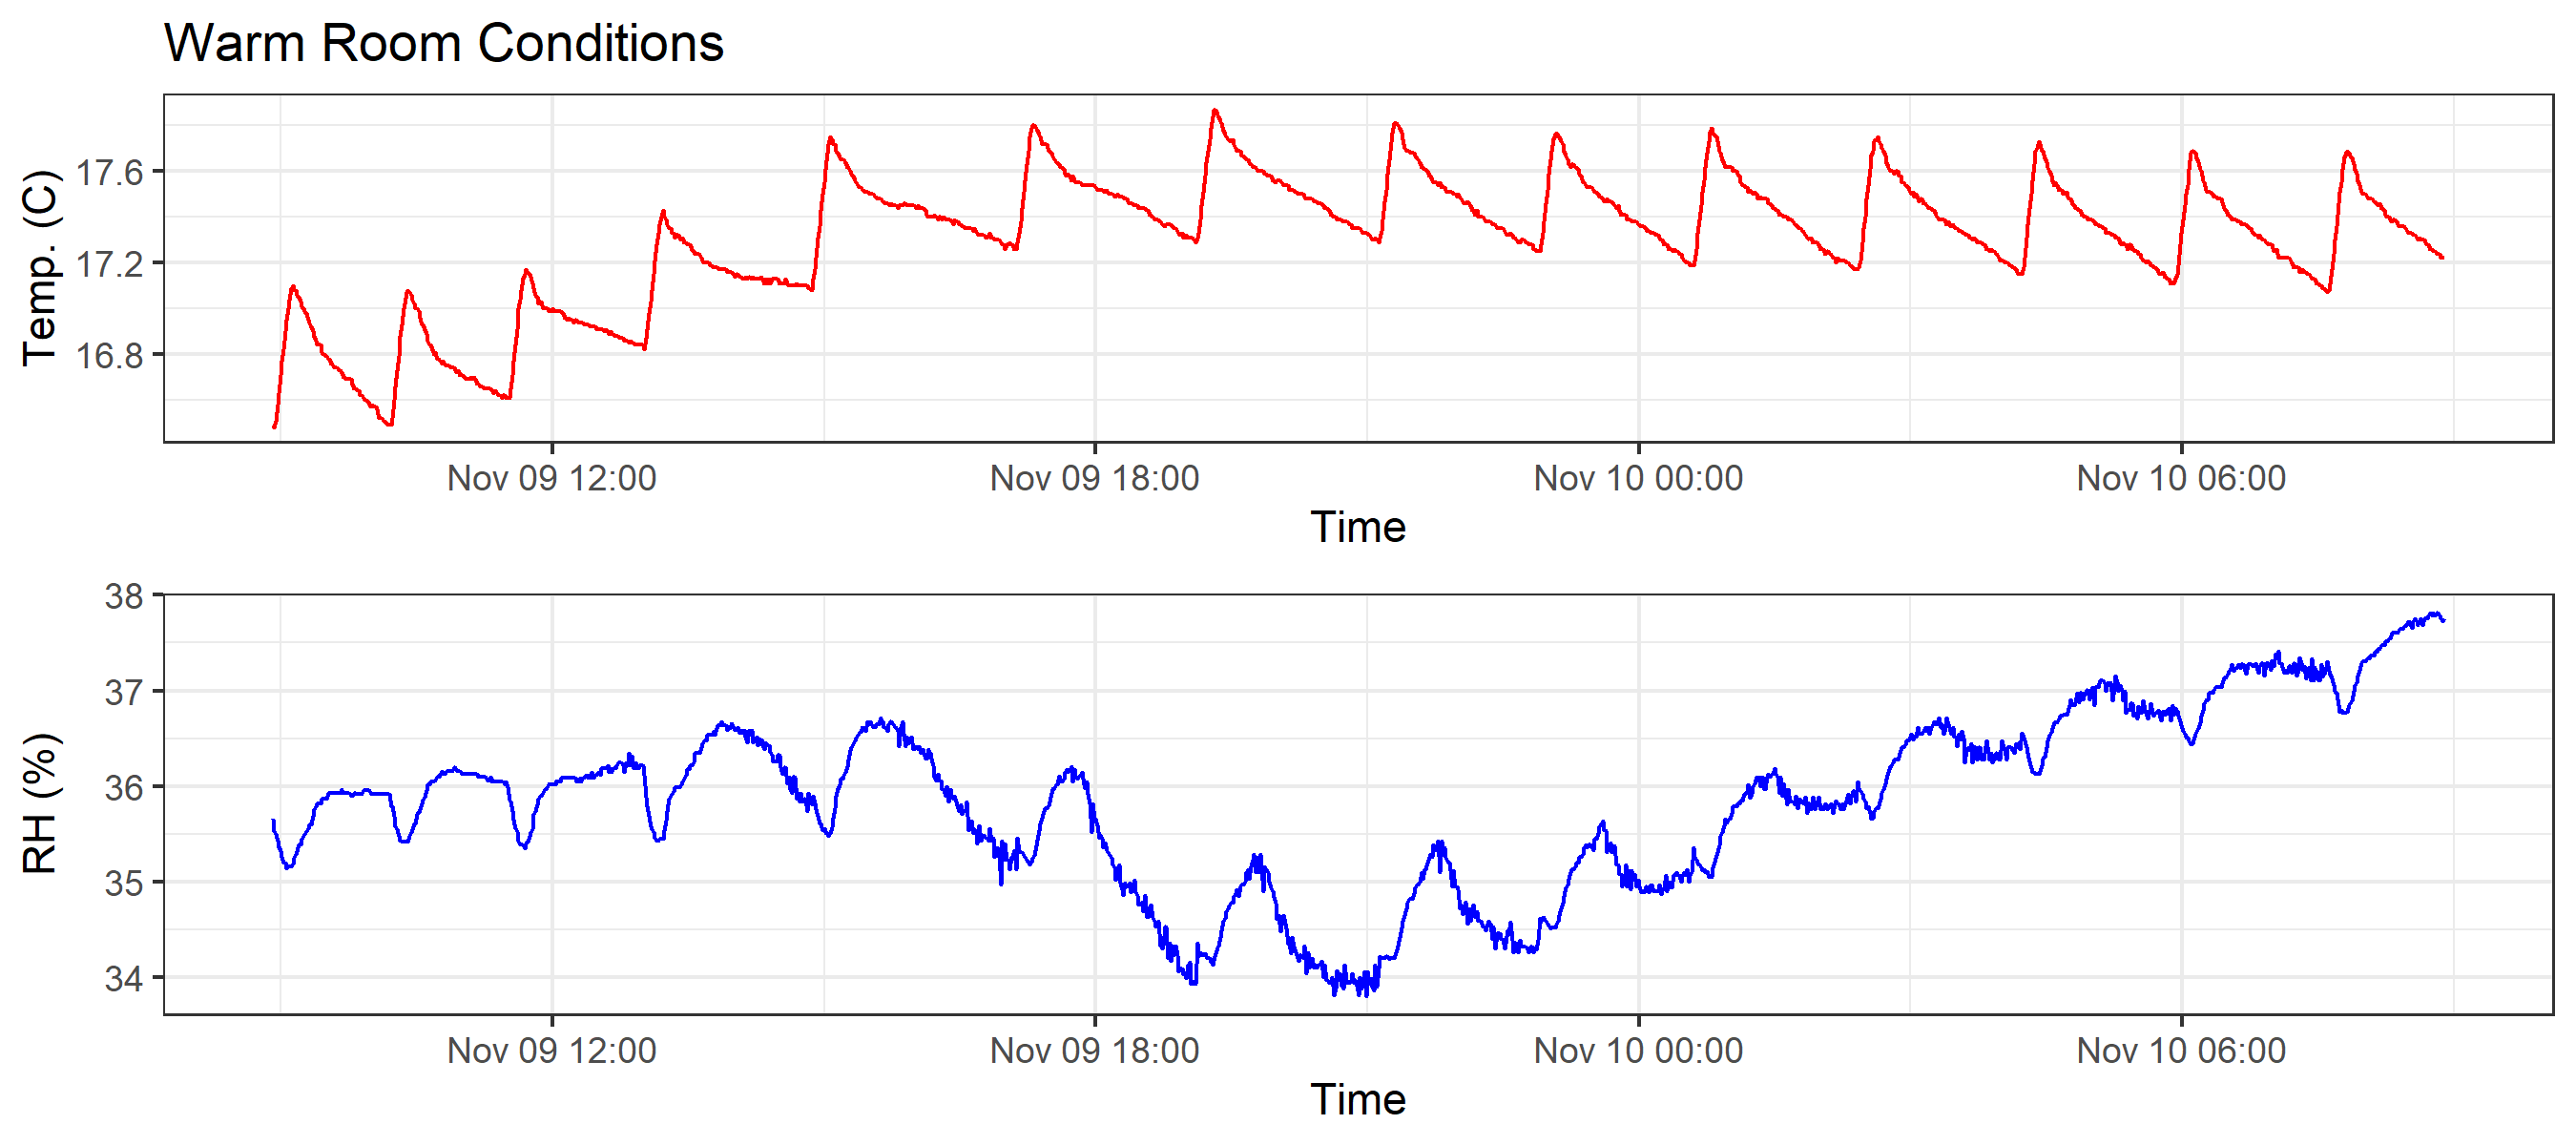 Warm Room Conditions
Temp. (C)
17.6
17.2
16.8
Nov 09 12:00 Nov 09 18:00 Nov 10 00:00 Nov 10 06:00
Time
RH (%)
38
37
36
35
34
Nov 09 12:00 Nov 09 18:00 Nov 10 00:00 Nov 10 06:00
Time